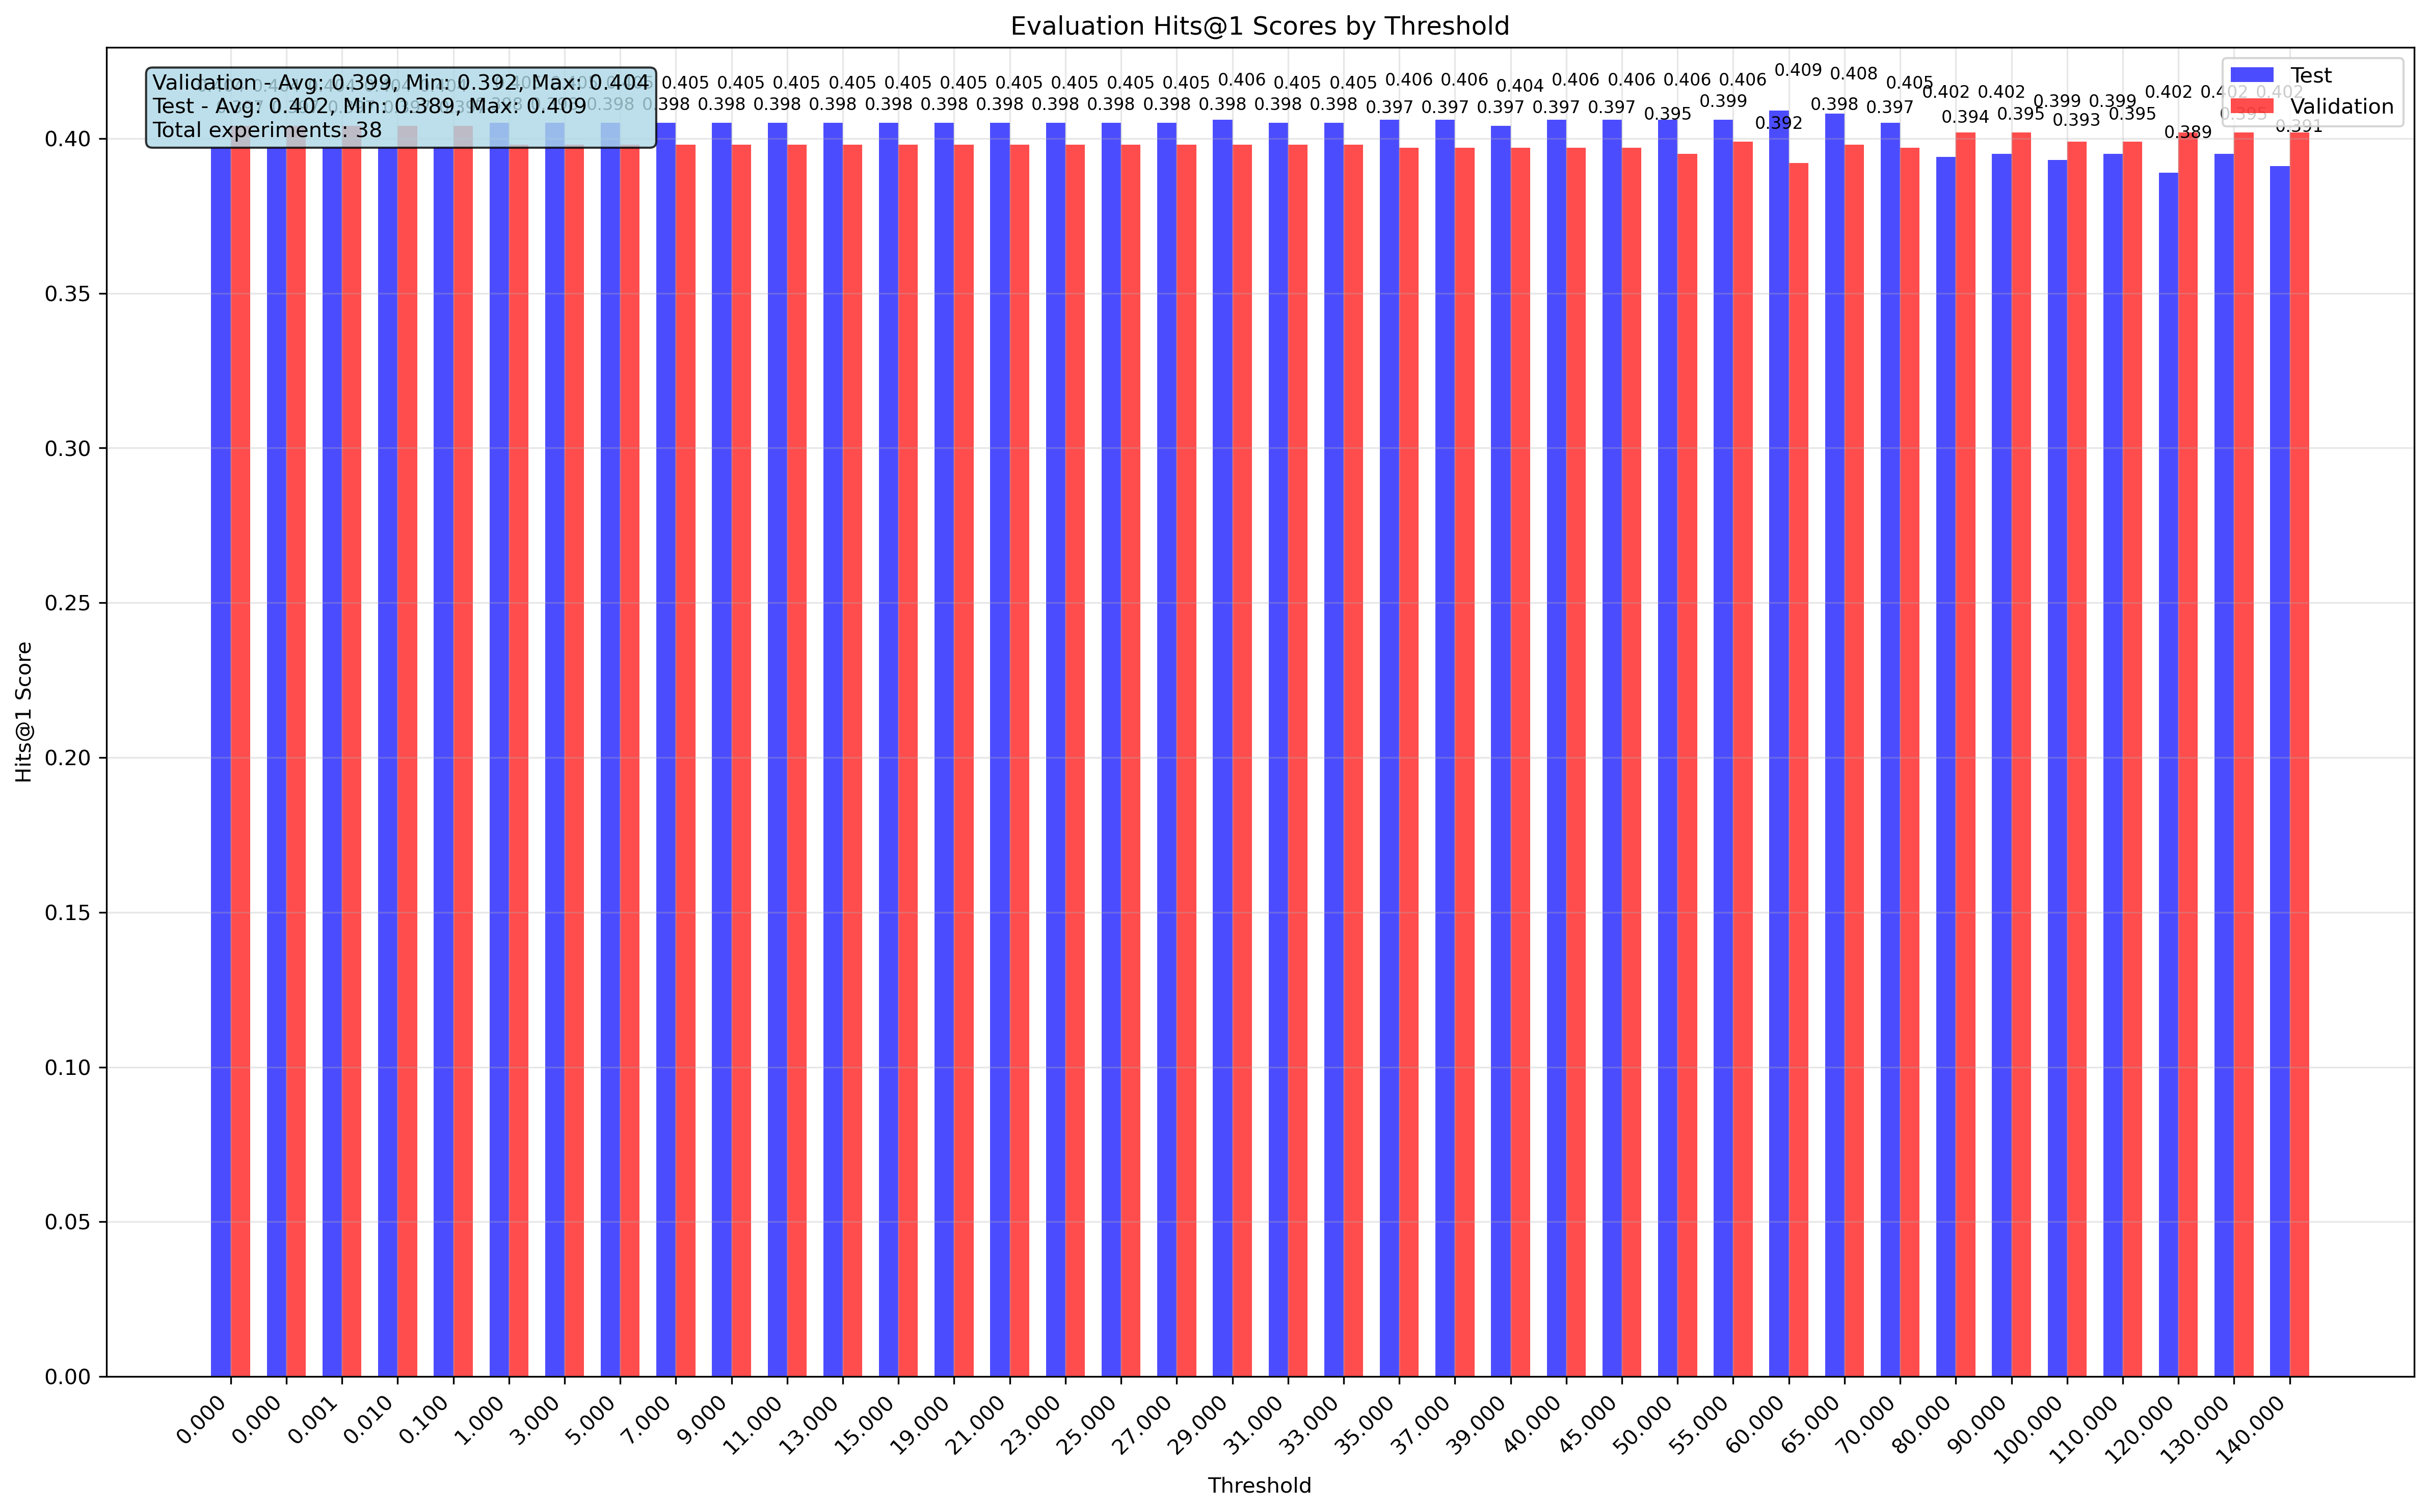 Evaluation Hits@1 Scores by Threshold
Validation - Avg: 0.399, Min: 0.392, Max: 0.404
Test - Avg: 0.402, Min: 0.389, Max: 0.409
Total experiments: 38
Test
Validation
0.405 0.405 0.405 0.405 0.405 0.405 0.405 0.405 0.405 0.405 0.406 0.405 0.405 0.406 0.406 0.404 0.406 0.406 0.406 0.406 0.409 0.408 0.405 0.402 0.402 0.399 0.399 0.402 0.402 0.402
0.398 0.398 0.398 0.398 0.398 0.398 0.398 0.398 0.398 0.398 0.398 0.398 0.398 0.398 0.397 0.397 0.397 0.397 0.397 0.395 0.399 0.392 0.398 0.397 0.394 0.395 0.393 0.395 0.389 0.395 0.391
0.40
0.35
0.30
0.25
0.20
0.15
0.10
0.05
0.00
Hits@1 Score
0.000 0.000 0.001 0.010 0.100 1.000 3.000 5.000 7.000 9.000 11.000 13.000 15.000 19.000 21.000 23.000 25.000 27.000 29.000 31.000 33.000 35.000 37.000 39.000 40.000 45.000 50.000 55.000 60.000 65.000 70.000 80.000 90.000 100.000 110.000 120.000 130.000 140.000
Threshold